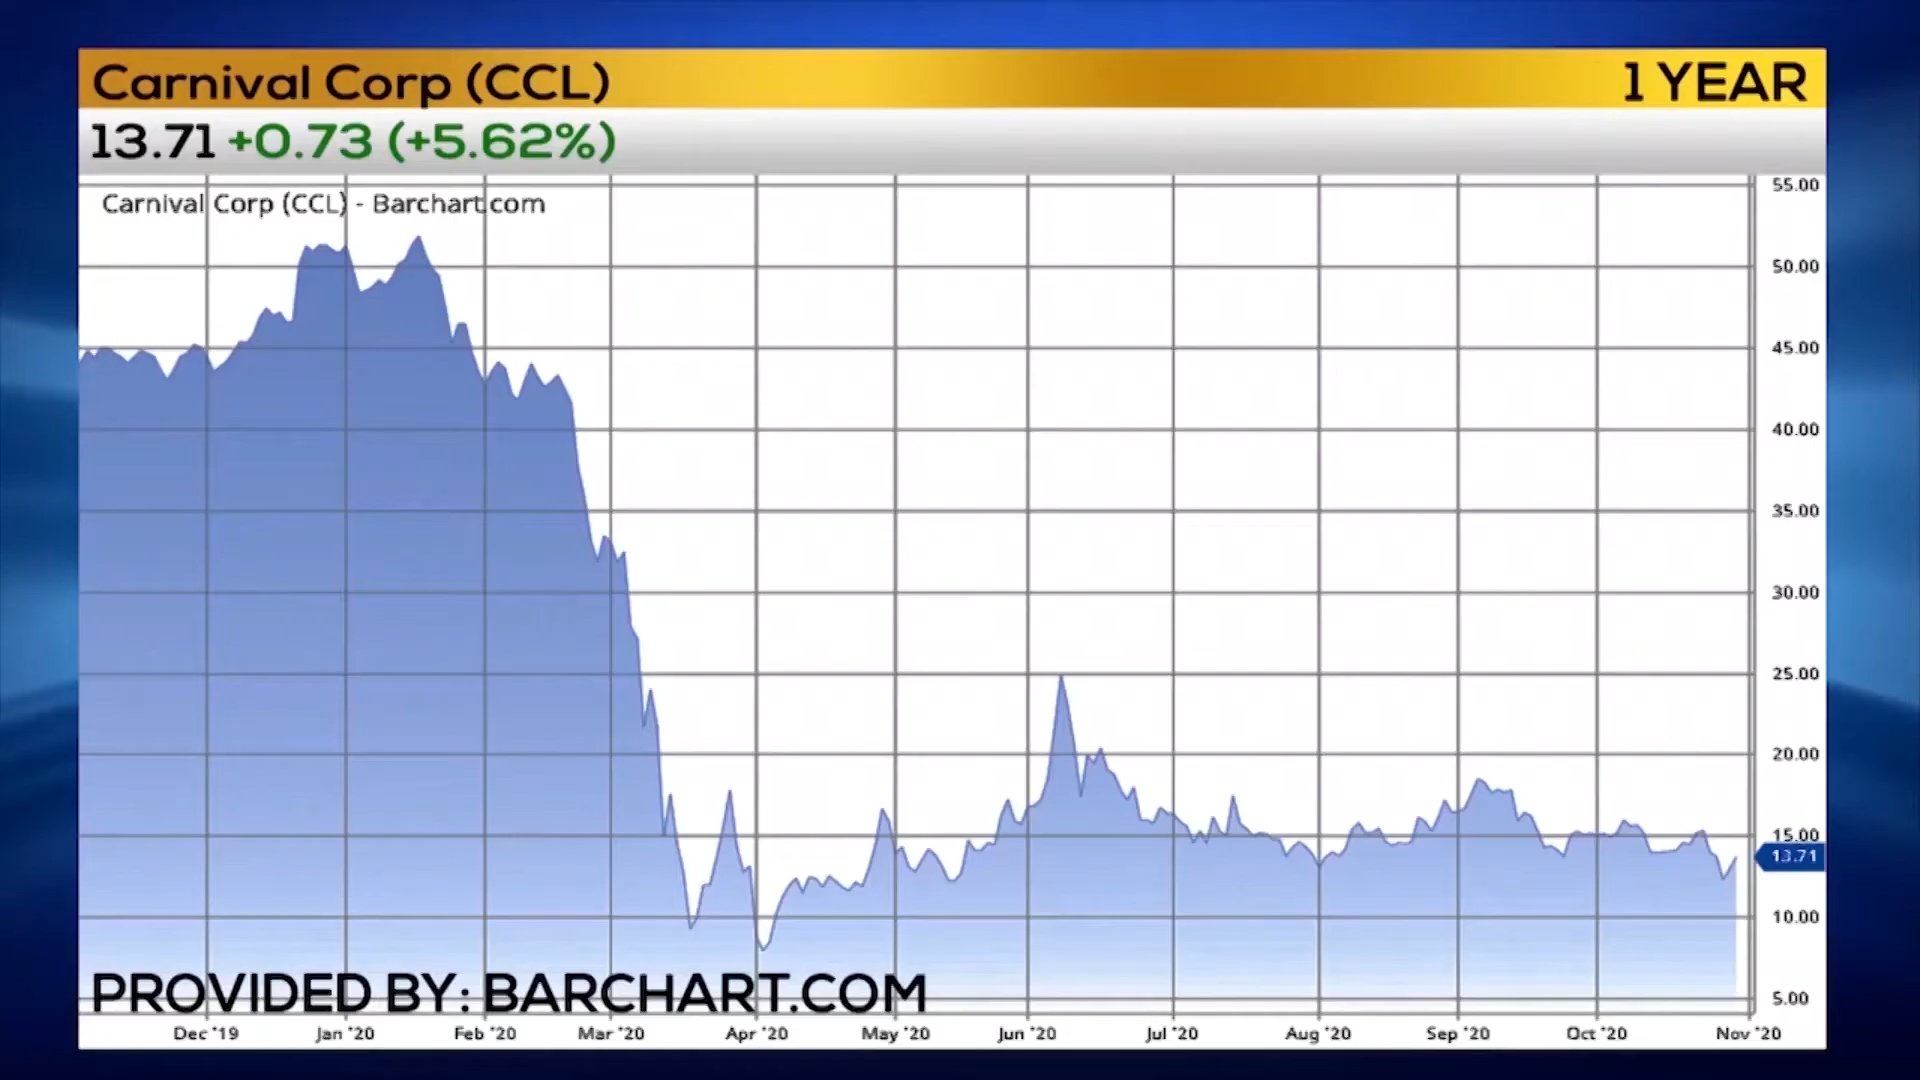 Carnival Corp (CCL)
1 YEAR
13.71 +0.73 (+5.62%)
Carnival Corp (CCL) - Barchart.com
55.00
50.00
45.00
40.00
35.00
30.00
25.00
20.00
15.00
13.71
10.00
5.00
PROVIDED BY: BARCHART.COM
Dec '19 Jan '20 Feb '20 Mar '20 Apr '20 May '20 Jun '20 Jul '20 Aug '20 Sep '20 Oct '20 Nov '20